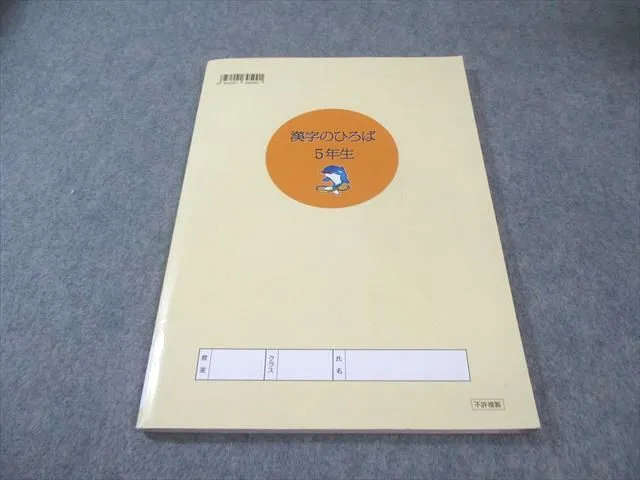 漢字のひろば
5年生
教室
クラス
氏名
不許複製